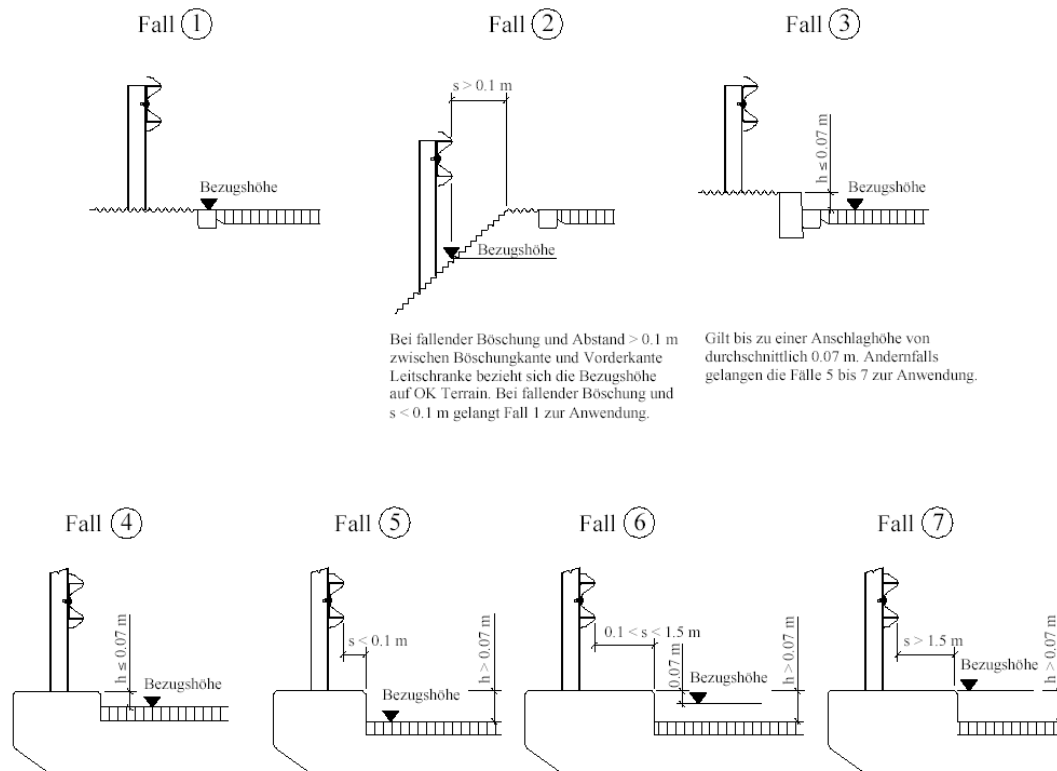 Fall 1
Fall 2
Fall 3
s > 0.1 m
h ≤ 0.07 m
Bezugshöhe
Bezugshöhe
Bezugshöhe
Bei fallender Böschung und Abstand > 0.1 m
zwischen Böschungkante und Vorderkante
Leitschranke bezieht sich die Bezugshöhe
auf OK Terrain. Bei fallender Böschung und
s < 0.1 m gelangt Fall 1 zur Anwendung.
Gilt bis zu einer Anschlaghöhe von
durchschnittlich 0.07 m. Andernfalls
gelangen die Fälle 5 bis 7 zur Anwendung.
Fall 4
Fall 5
Fall 6
Fall 7
h ≤ 0.07 m
Bezugshöhe
s < 0.1 m
Bezugshöhe
h > 0.07 m
0.1 < s < 1.5 m
0.07 m
Bezugshöhe
h > 0.07 m
s > 1.5 m
Bezugshöhe
h > 0.07 m